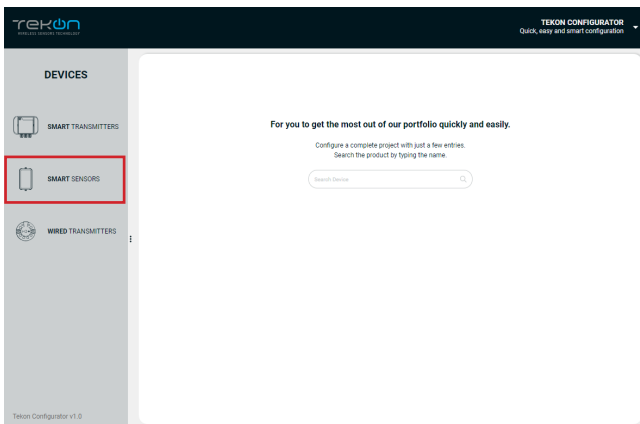 TEKON
WIRELESS SENSORS TECHNOLOGY
TEKON CONFIGURATOR
Quick, easy and smart configuration
DEVICES
SMART TRANSMITTERS
SMART SENSORS
WIRED TRANSMITTERS
For you to get the most out of our portfolio quickly and easily.
Configure a complete project with just a few entries.
Search the product by typing the name.
Search Device
Tekon Configurator v1.0